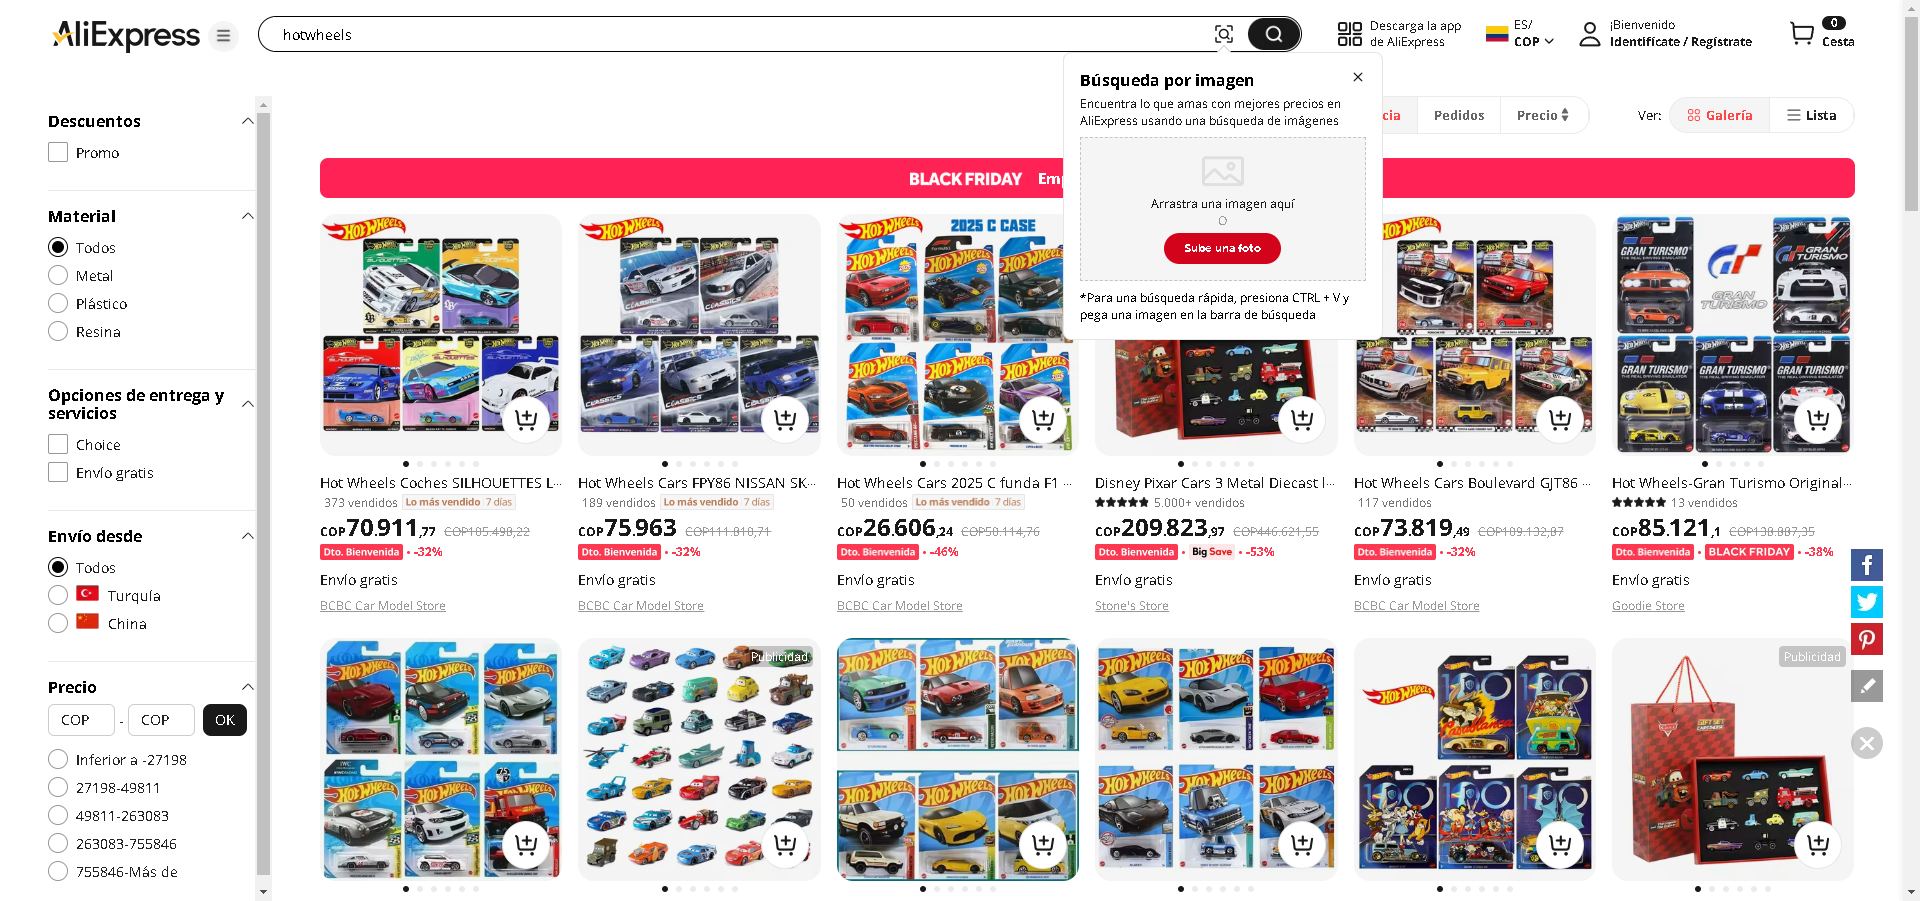 AliExpress
hotwheels
Descarga la app
de AliExpress
ES/
COP
¡Bienvenido
Identifícate / Regístrate
0
Cesta
Búsqueda por imagen
Encuentra lo que amas con mejores precios en
AliExpress usando una búsqueda de imágenes
Arrastra una imagen aquí
O
Sube una foto
*Para una búsqueda rápida, presiona CTRL + V y
pega una imagen en la barra de búsqueda
cia
Pedidos
Precio
Ver:
Galería
Lista
Descuentos
Promo
Material
Todos
Metal
Plástico
Resina
Opciones de entrega y
servicios
Choice
Envío gratis
Envío desde
Todos
Turquía
China
Precio
COP - COP OK
Inferior a -27198
27198-49811
49811-263083
263083-755846
755846-Más de
BLACK FRIDAY Emp
2025 C CASE
GRAN TURISMO
Hot Wheels Coches SILHOUETTES L...
373 vendidos Lo más vendido 7 días
COP70.911,77 COP105.498,22
Dto. Bienvenida • -32%
Envío gratis
BCBC Car Model Store
Hot Wheels Cars FPY86 NISSAN SK...
189 vendidos Lo más vendido 7 días
COP75.963 COP111.810,71
Dto. Bienvenida • -32%
Envío gratis
BCBC Car Model Store
Hot Wheels Cars 2025 C funda F1 ...
50 vendidos Lo más vendido 7 días
COP26.606,24 COP50.114,76
Dto. Bienvenida • -46%
Envío gratis
BCBC Car Model Store
Disney Pixar Cars 3 Metal Diecast l...
5.000+ vendidos
COP209.823,97 COP446.621,55
Dto. Bienvenida • Big Save • -53%
Envío gratis
Stone's Store
Hot Wheels Cars Boulevard GJT86 ...
117 vendidos
COP73.819,49 COP109.132,07
Dto. Bienvenida • -32%
Envío gratis
BCBC Car Model Store
Hot Wheels-Gran Turismo Original...
13 vendidos
COP85.121,1 COP138.887,35
Dto. Bienvenida • BLACK FRIDAY • -38%
Envío gratis
Goodie Store
Publicidad
Publicidad